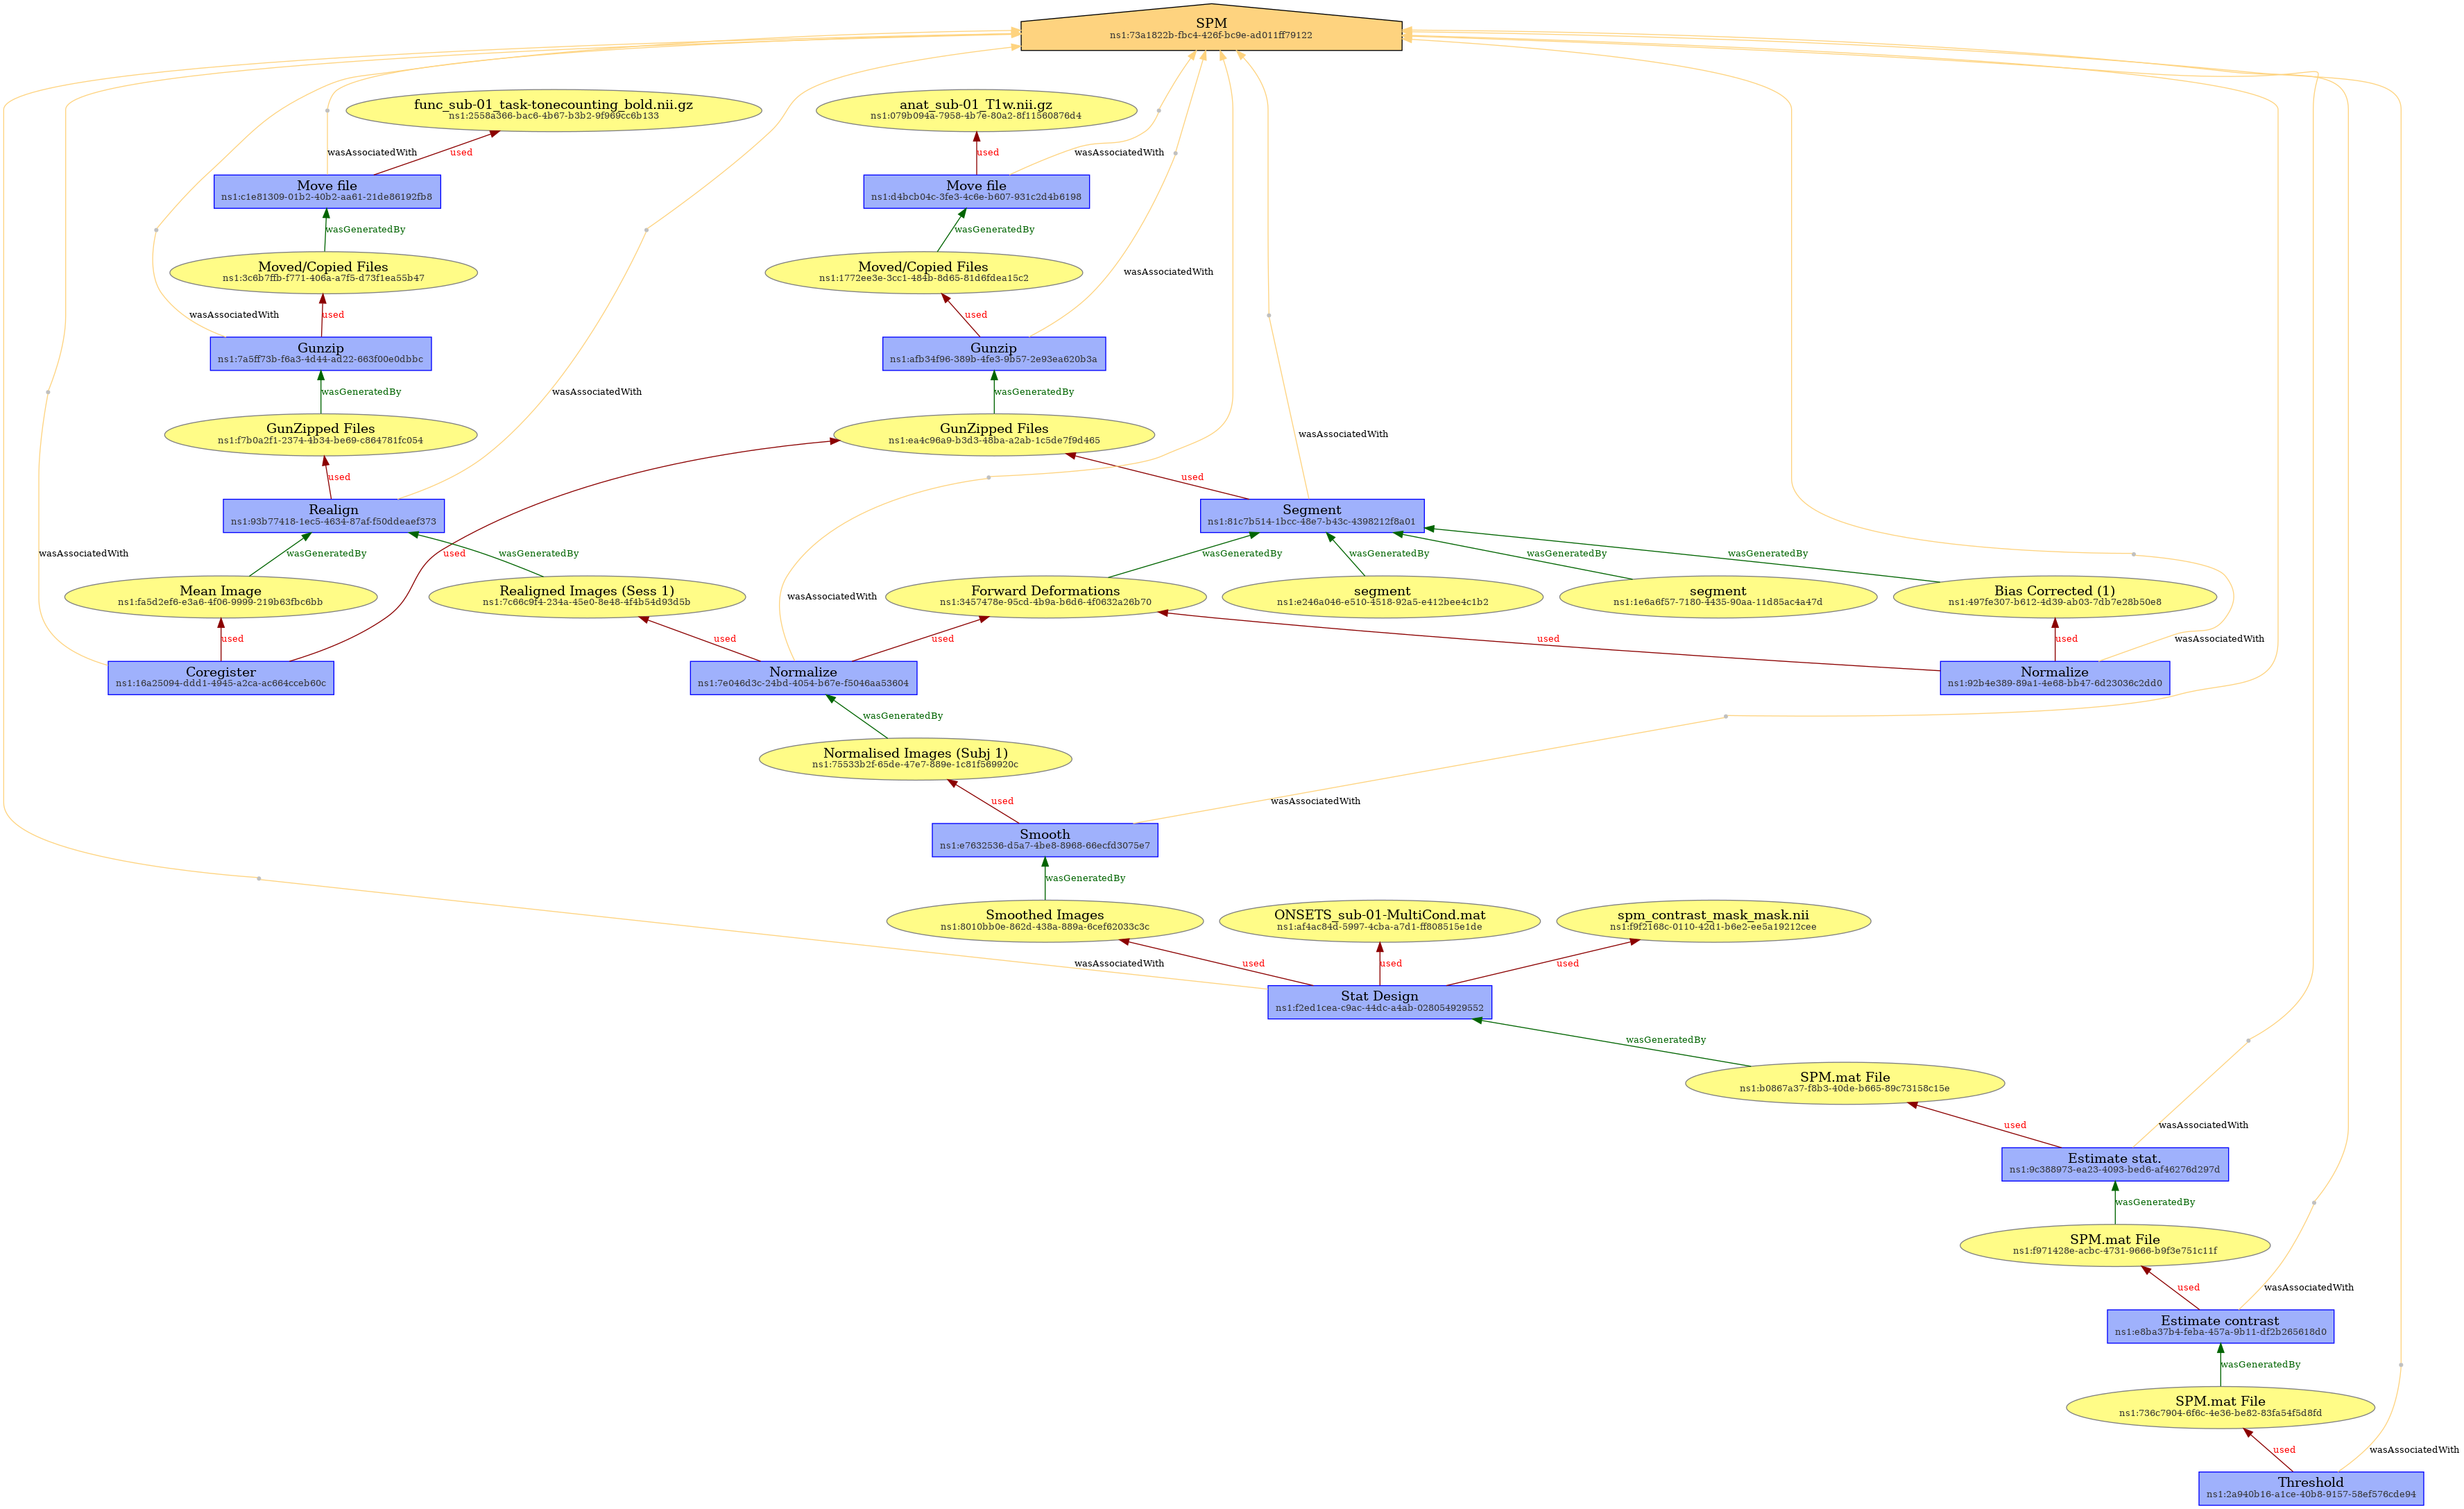 SPM
ns1:73a1822b-fbc4-426f-bc9e-ad011ff79122
func_sub-01_task-tonecounting_bold.nii.gz
ns1:2558a366-bac6-4b67-b3b2-9f969cc6b133
anat_sub-01_T1w.nii.gz
ns1:079b094a-7958-4b7e-80a2-8f11560876d4
wasAssociatedWith
used
used
wasAssociatedWith
Move file
ns1:c1e81309-01b2-40b2-aa61-21de86192fb8
Move file
ns1:d4bcb04c-3fe3-4c6e-b607-931c2d4b6198
wasGeneratedBy
wasGeneratedBy
Moved/Copied Files
ns1:3c6b7ffb-f771-406a-a7f5-d73f1ea55b47
Moved/Copied Files
ns1:1772ee3e-3cc1-484b-8d65-81d6fdea15c2
wasAssociatedWith
wasAssociatedWith
used
used
Gunzip
ns1:7a5ff73b-f6a3-4d44-ad22-663f00e0dbbc
Gunzip
ns1:afb34f96-389b-4fe3-9b57-2e93ea620b3a
wasGeneratedBy
wasAssociatedWith
wasGeneratedBy
GunZipped Files
ns1:f7b0a2f1-2374-4b34-be69-c864781fc054
GunZipped Files
ns1:ea4c96a9-b3d3-48ba-a2ab-1c5de7f9d465
wasAssociatedWith
used
used
Realign
ns1:93b77418-1ec5-4634-87af-f50ddeaef373
Segment
ns1:81c7b514-1bcc-48e7-b43c-4398212f8a01
wasAssociatedWith
wasGeneratedBy
used
wasGeneratedBy
wasGeneratedBy
wasGeneratedBy
wasGeneratedBy
wasGeneratedBy
Mean Image
ns1:fa5d2ef6-e3a6-4f06-9999-219b63fbc6bb
Realigned Images (Sess 1)
ns1:7c66c9f4-234a-45e0-8e48-4f4b54d93d5b
wasAssociatedWith
Forward Deformations
ns1:3457478e-95cd-4b9a-b6d6-4f0632a26b70
segment
ns1:e246a046-e510-4518-92a5-e412bee4c1b2
segment
ns1:1e6a6f57-7180-4435-90aa-11d85ac4a47d
Bias Corrected (1)
ns1:497fe307-b612-4d39-ab03-7db7e28b50e8
used
used
used
used
used
wasAssociatedWith
Coregister
ns1:16a25094-ddd1-4945-a2ca-ac664cceb60c
Normalize
ns1:7e046d3c-24bd-4054-b67e-f5046aa53604
Normalize
ns1:92b4e389-89a1-4e68-bb47-6d23036c2dd0
wasGeneratedBy
Normalised Images (Subj 1)
ns1:75533b2f-65de-47e7-889e-1c81f569920c
used
wasAssociatedWith
Smooth
ns1:e7632536-d5a7-4be8-8968-66ecfd3075e7
wasGeneratedBy
Smoothed Images
ns1:8010bb0e-862d-438a-889a-6cef62033c3c
ONSETS_sub-01-MultiCond.mat
ns1:af4ac84d-5997-4cba-a7d1-ff808515e1de
spm_contrast_mask_mask.nii
ns1:f9f2168c-0110-42d1-b6e2-ee5a19212cee
wasAssociatedWith
used
used
used
Stat Design
ns1:f2ed1cea-c9ac-44dc-a4ab-028054929552
wasGeneratedBy
SPM.mat File
ns1:b0867a37-f8b3-40de-b665-89c73158c15e
used
wasAssociatedWith
Estimate stat.
ns1:9c388973-ea23-4093-bed6-af46276d297d
wasGeneratedBy
SPM.mat File
ns1:f971428e-acbc-4731-9666-b9f3e751c11f
used
wasAssociatedWith
Estimate contrast
ns1:e8ba37b4-feba-457a-9b11-df2b265618d0
wasGeneratedBy
SPM.mat File
ns1:736c7904-6f6c-4e36-be82-83fa54f5d8fd
used
wasAssociatedWith
Threshold
ns1:2a940b16-a1ce-40b8-9157-58ef576cde94